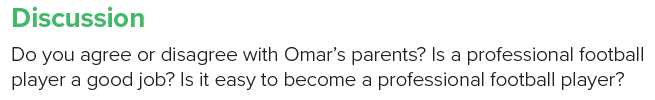 Discussion
Do you agree or disagree with Omar's parents? Is a professional football
player a good job? Is it easy to become a professional football player?